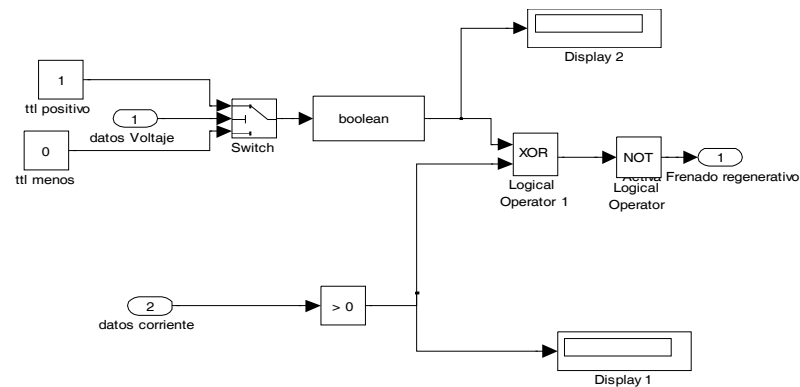 Display 2
1
ttl positivo
1
datos Voltaje
0
ttl menos
Switch
boolean
XOR
Logical
Operator 1
NOT
Logical
Operator
1
Activa Frenado regenerativo
2
datos corriente
> 0
Display 1